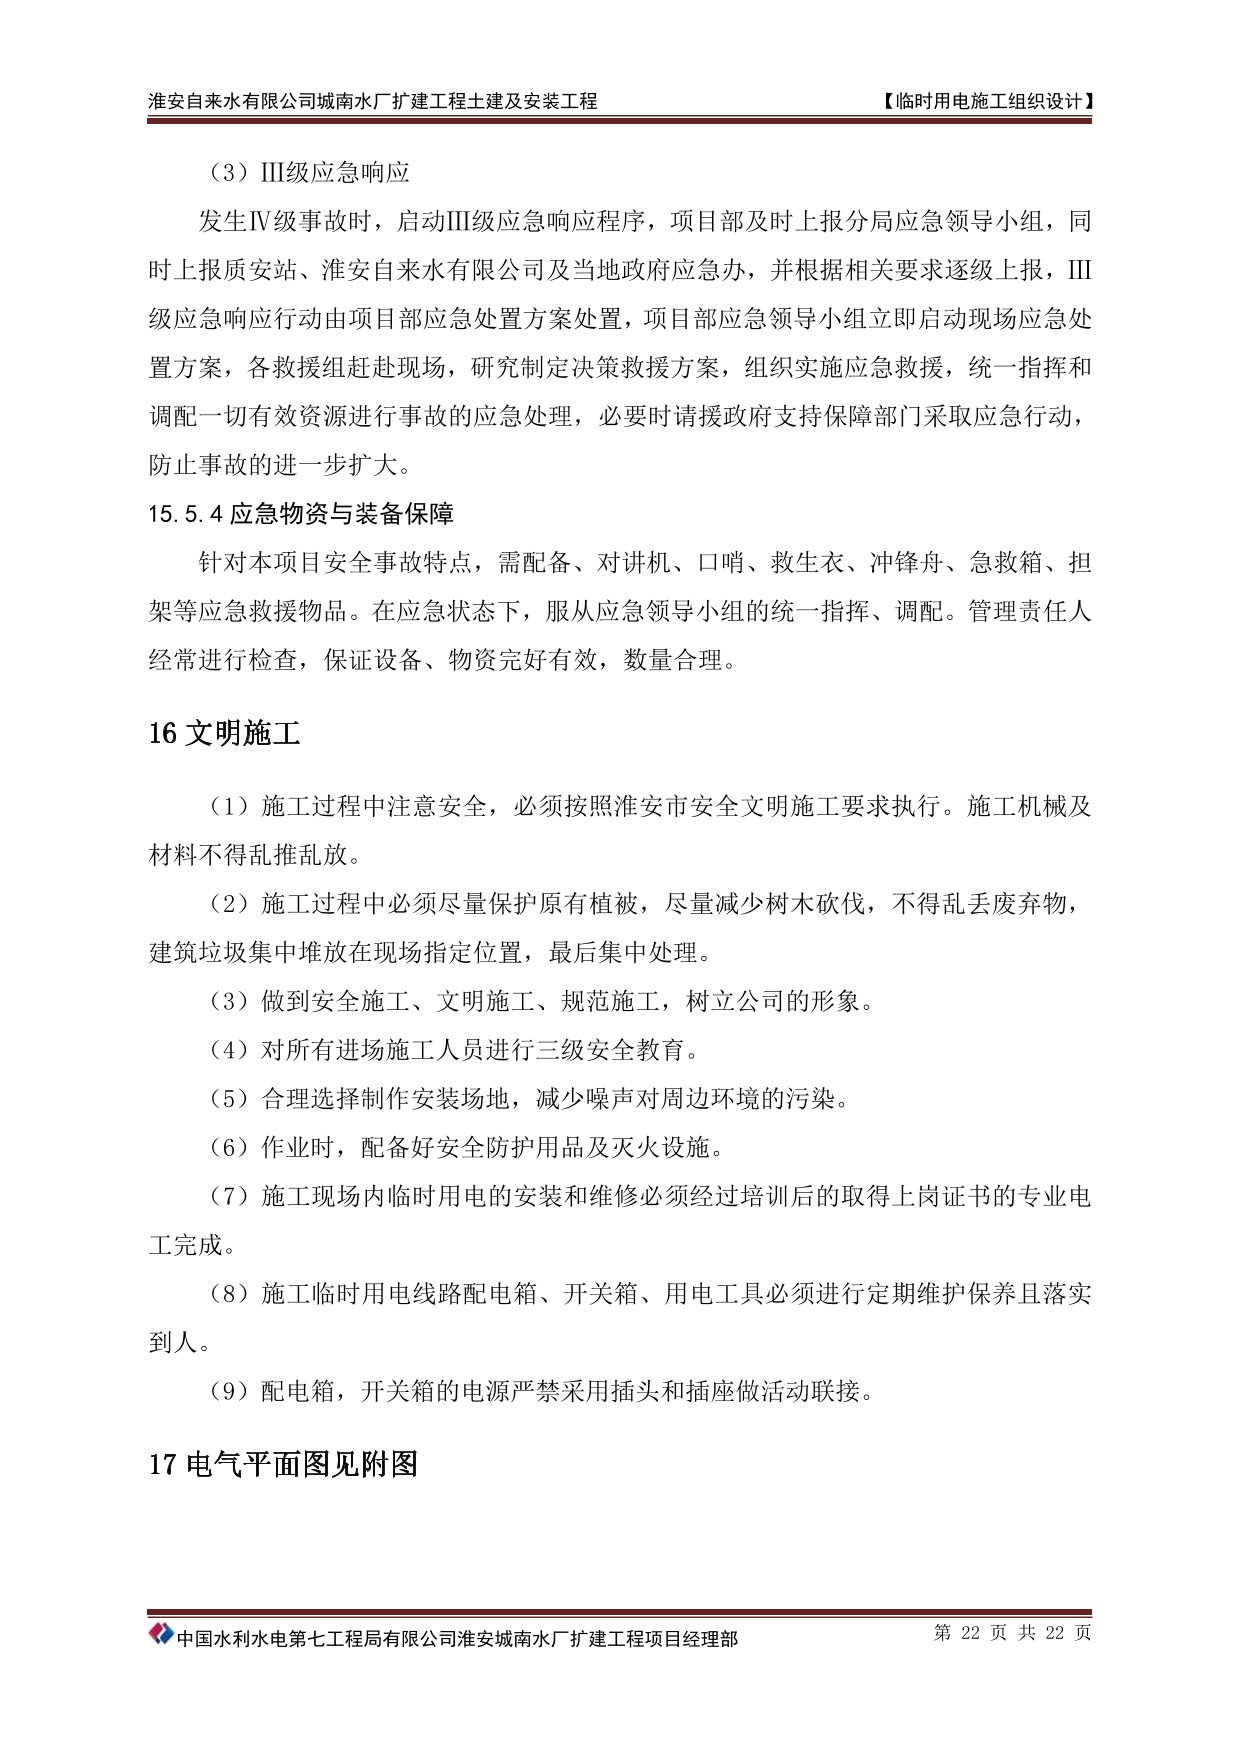 淮安自来水有限公司城南水厂扩建工程土建及安装工程 【临时用电施工组织设计】
（3）Ⅲ级应急响应
发生Ⅳ级事故时，启动Ⅲ级应急响应程序，项目部及时上报分局应急领导小组，同
时上报质安站、淮安自来水有限公司及当地政府应急办，并根据相关要求逐级上报，Ⅲ
级应急响应行动由项目部应急处置方案处置，项目部应急领导小组立即启动现场应急处
置方案，各救援组赶赴现场，研究制定决策救援方案，组织实施应急救援，统一指挥和
调配一切有效资源进行事故的应急处理，必要时请援政府支持保障部门采取应急行动，
防止事故的进一步扩大。
15.5.4 应急物资与装备保障
针对本项目安全事故特点，需配备、对讲机、口哨、救生衣、冲锋舟、急救箱、担
架等应急救援物品。在应急状态下，服从应急领导小组的统一指挥、调配。管理责任人
经常进行检查，保证设备、物资完好有效，数量合理。
16 文明施工
（1）施工过程中注意安全，必须按照淮安市安全文明施工要求执行。施工机械及
材料不得乱推乱放。
（2）施工过程中必须尽量保护原有植被，尽量减少树木砍伐，不得乱丢废弃物，
建筑垃圾集中堆放在现场指定位置，最后集中处理。
（3）做到安全施工、文明施工、规范施工，树立公司的形象。
（4）对所有进场施工人员进行三级安全教育。
（5）合理选择制作安装场地，减少噪声对周边环境的污染。
（6）作业时，配备好安全防护用品及灭火设施。
（7）施工现场内临时用电的安装和维修必须经过培训后的取得上岗证书的专业电
工完成。
（8）施工临时用电线路配电箱、开关箱、用电工具必须进行定期维护保养且落实
到人。
（9）配电箱，开关箱的电源严禁采用插头和插座做活动联接。
17 电气平面图见附图
中国水利水电第七工程局有限公司淮安城南水厂扩建工程项目经理部 第 22 页 共 22 页